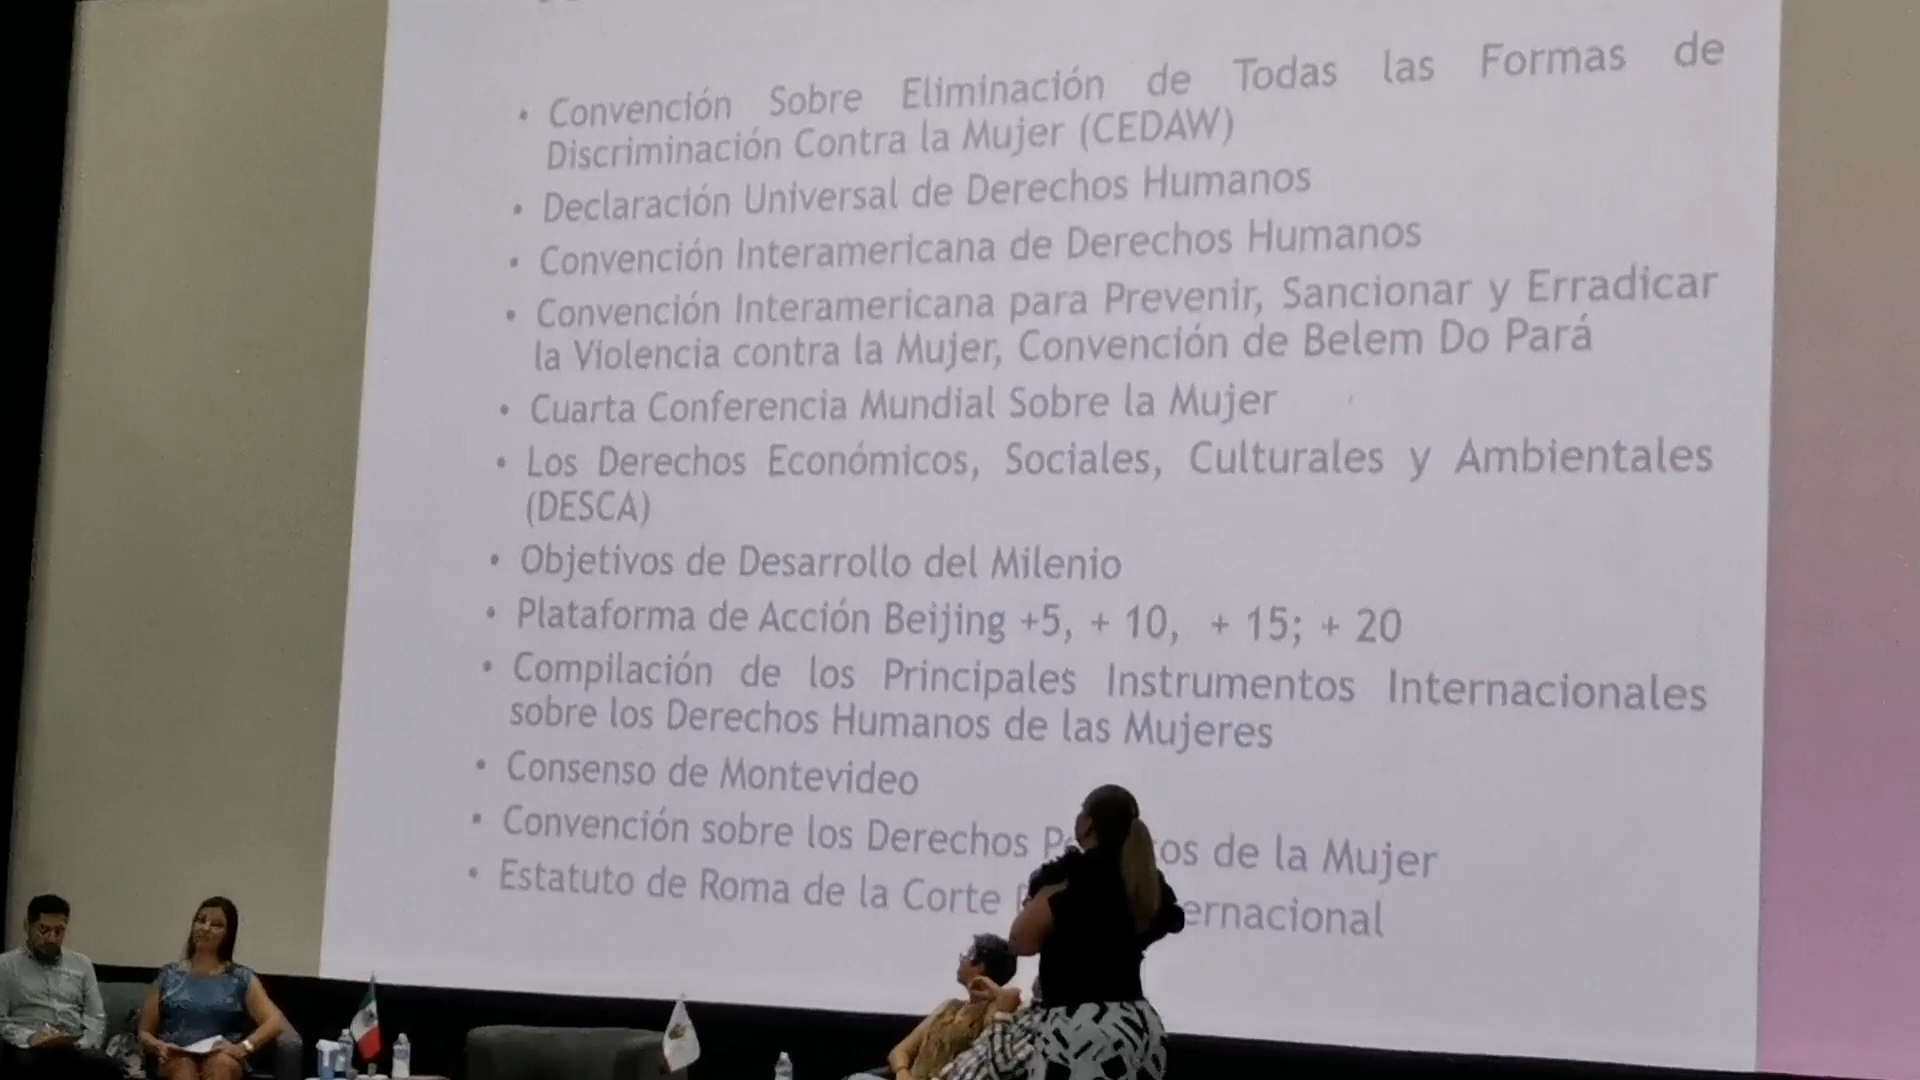 • Convención Sobre Eliminación de Todas las Formas de
Discriminación Contra la Mujer (CEDAW)
• Declaración Universal de Derechos Humanos
• Convención Interamericana de Derechos Humanos
• Convención Interamericana para Prevenir, Sancionar y Erradicar
la Violencia contra la Mujer, Convención de Belem Do Pará
• Cuarta Conferencia Mundial Sobre la Mujer
• Los Derechos Económicos, Sociales, Culturales y Ambientales
(DESCA)
• Objetivos de Desarrollo del Milenio
• Plataforma de Acción Beijing +5, + 10, + 15; + 20
• Compilación de los Principales Instrumentos Internacionales
sobre los Derechos Humanos de las Mujeres
• Consenso de Montevideo
• Convención sobre los Derechos de la Mujer
• Estatuto de Roma de la Corte